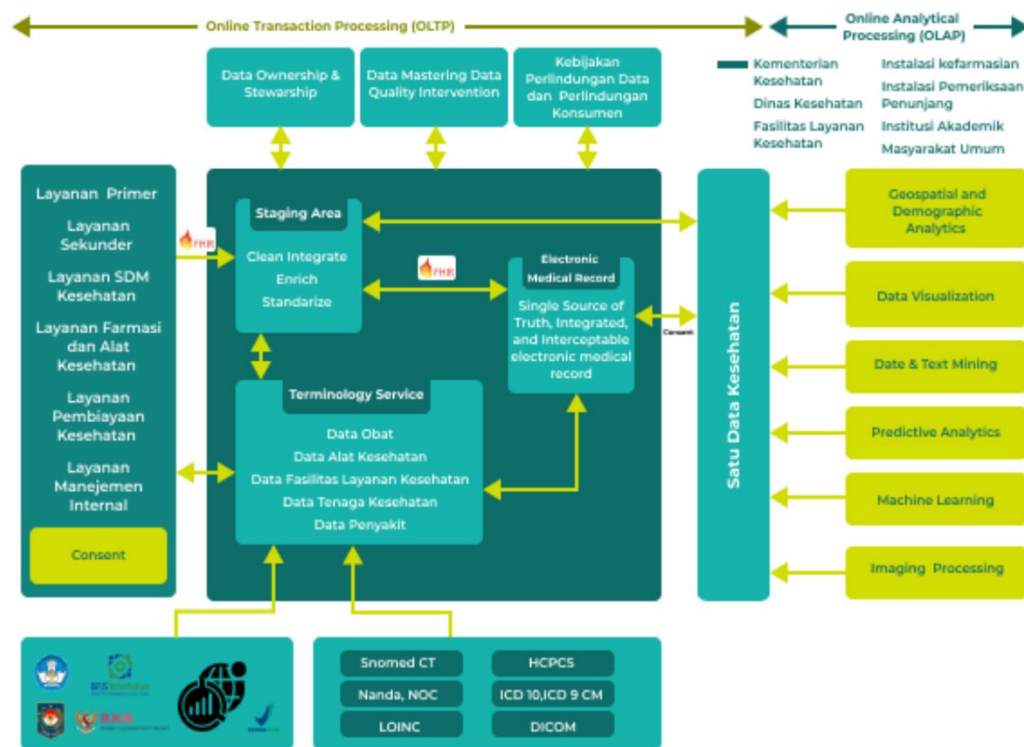 Online Transaction Processing (OLTP)
Online Analytical
Processing (OLAP)
Data Ownership &
Stewarship
Data Mastering Data
Quality Intervention
Kebijakan
Perlindungan Data
dan Perlindungan
Konsumen
Kementerian
Kesehatan
Dinas Kesehatan
Fasilitas Layanan
Kesehatan
Instalasi kefarmasian
Instalasi Pemeriksaan
Penunjang
Institusi Akademik
Masyarakat Umum
Layanan Primer
Layanan
Sekunder
Layanan SDM
Kesehatan
Layanan Farmasi
dan Alat
Kesehatan
Layanan
Pembiayaan
Kesehatan
Layanan
Manajemen
Internal
Consent
FHIR
Staging Area
Clean Integrate
Enrich
Standarize
FHIR
Electronic
Medical Record
Single Source of
Truth, Integrated,
and Interceptable
electronic medical
record
Consent
Terminology Service
Data Obat
Data Alat Kesehatan
Data Fasilitas Layanan Kesehatan
Data Tenaga Kesehatan
Data Penyakit
Satu Data Kesehatan
Geospatial and
Demographic
Analytics
Data Visualization
Date & Text Mining
Predictive Analytics
Machine Learning
Imaging Processing
BPJS Kesehatan
BKN
Snomed CT
HCPCS
Nanda, NOC
ICD 10,ICD 9 CM
LOINC
DICOM